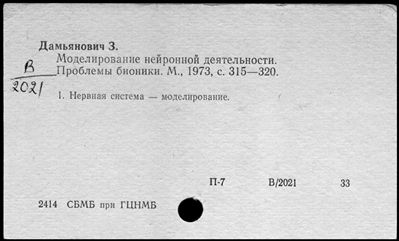 Дамьянович З.
Моделирование нейронной деятельности.
Проблемы бионики. М., 1973, с. 315—320.
В
2021
1. Нервная система — моделирование.
П-7 В/2021 33
2414 СБМБ при ГЦНМБ